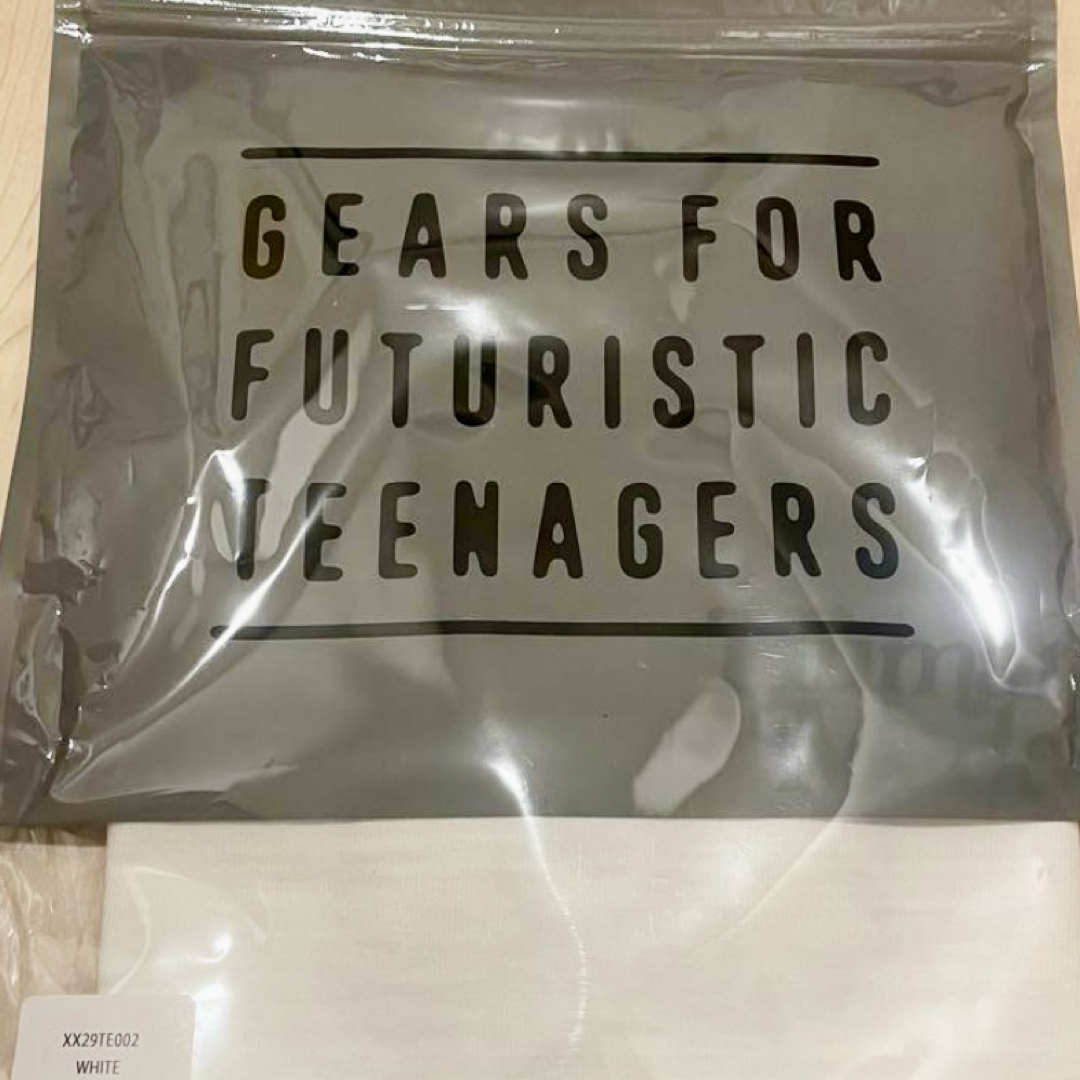 GEARS FOR
FUTURISTIC
TEENAGERS
XX29TE002
WHITE